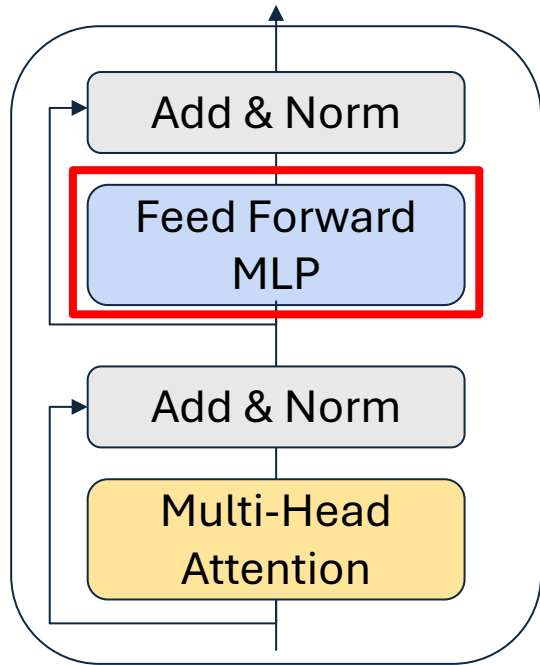 Add & Norm
Feed Forward
MLP
Add & Norm
Multi-Head
Attention